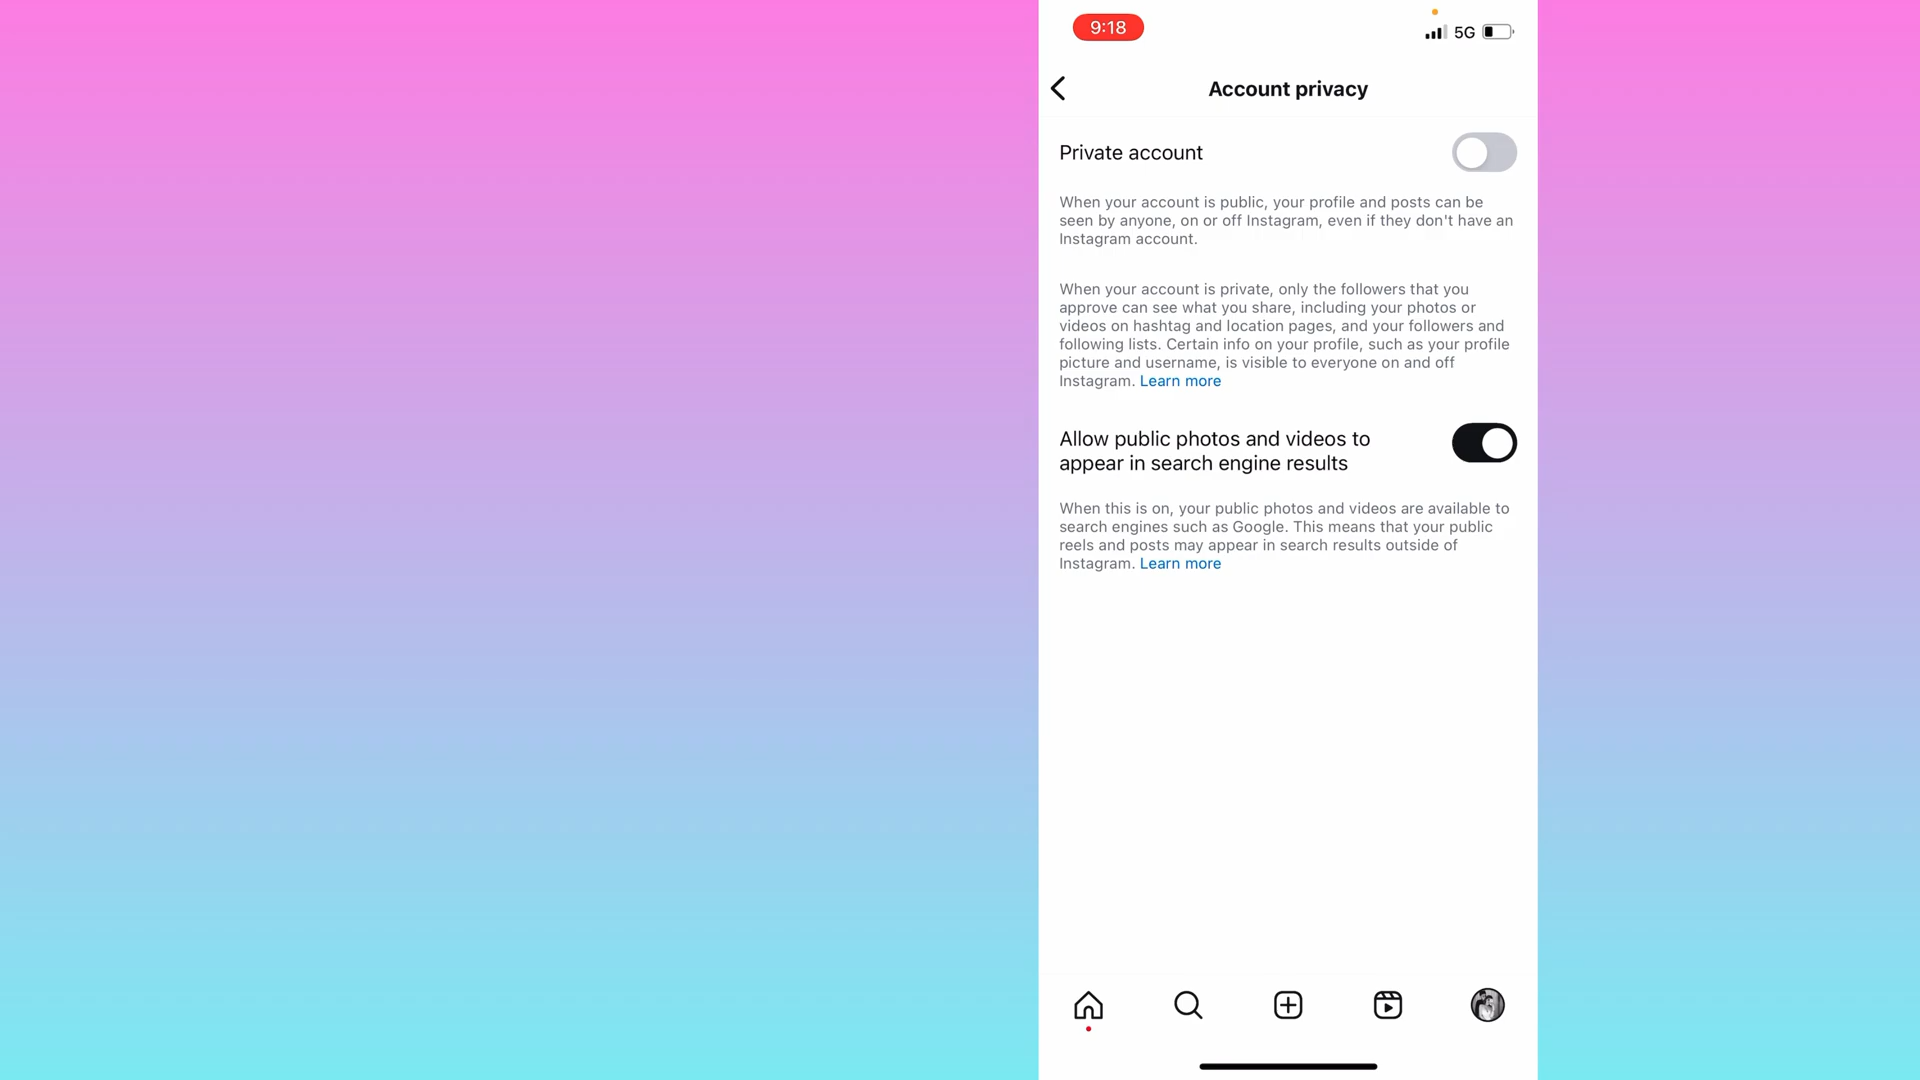 9:18
5G
Account privacy
Private account
When your account is public, your profile and posts can be
seen by anyone, on or off Instagram, even if they don't have an
Instagram account.
When your account is private, only the followers that you
approve can see what you share, including your photos or
videos on hashtag and location pages, and your followers and
following lists. Certain info on your profile, such as your profile
picture and username, is visible to everyone on and off
Instagram. Learn more
Allow public photos and videos to
appear in search engine results
When this is on, your public photos and videos are available to
search engines such as Google. This means that your public
reels and posts may appear in search results outside of
Instagram. Learn more